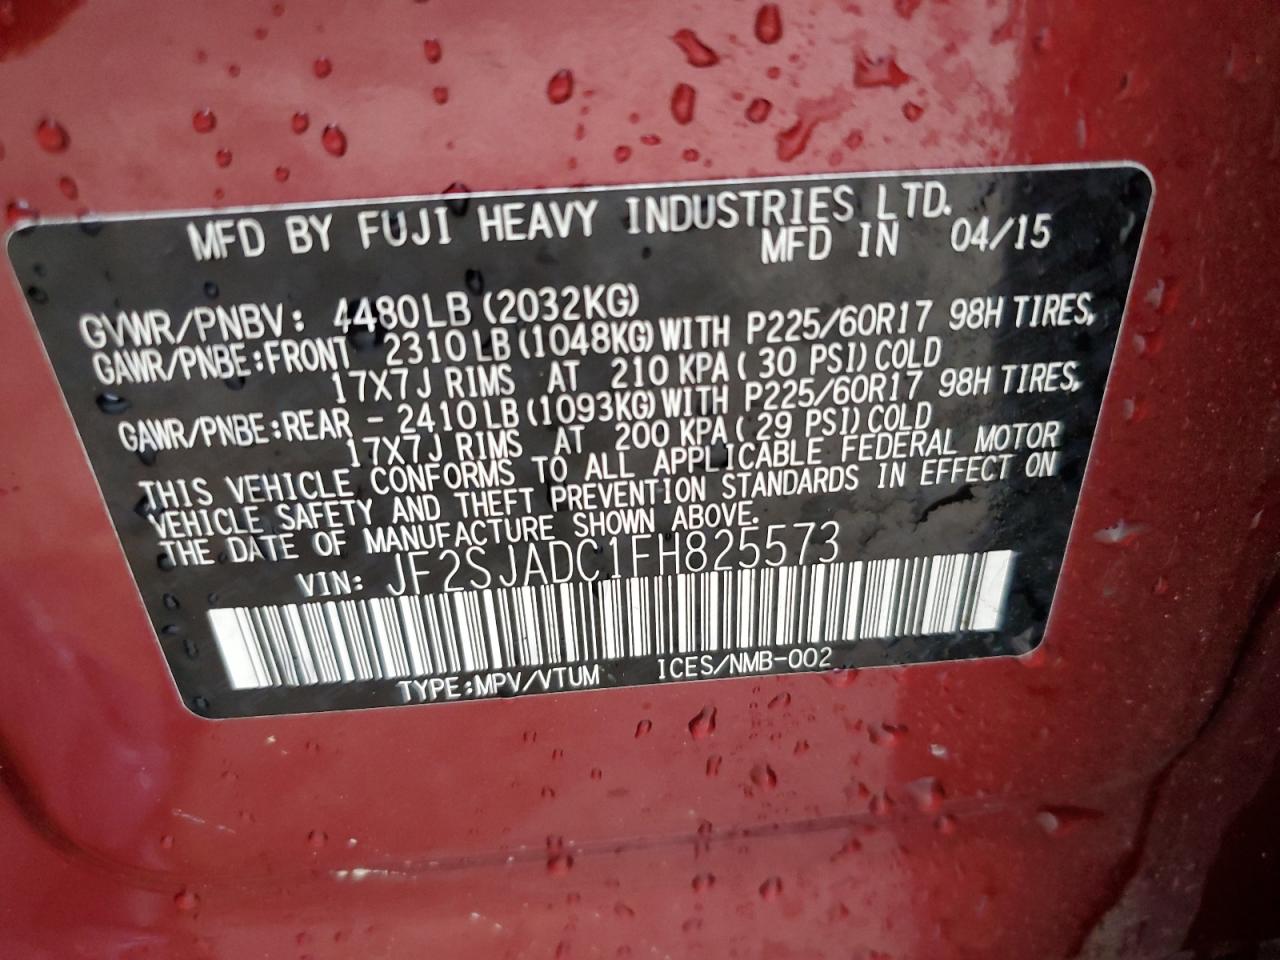 MFD BY FUJI HEAVY INDUSTRIES LTD.
MFD IN 04/15
GVWR/PNBV: 4480LB (2032KG)
GAWR/PNBE:FRONT 2310LB(1048KG)WITH P225/60R17 98H TIRES,
17X7J RIMS AT 210 KPA( 30 PSI)COLD
GAWR/PNBE:REAR - 2410LB(1093KG)WITH P225/60R17 98H TIRES,
17X7J RIMS AT 200 KPA( 29 PSI)COLD
THIS VEHICLE CONFORMS TO ALL APPLICABLE FEDERAL MOTOR
VEHICLE SAFETY AND THEFT PREVENTION STANDARDS IN EFFECT ON
THE DATE OF MANUFACTURE SHOWN ABOVE.
VIN: JF2SJADC1FH825573
TYPE:MPV/VTUM ICES/NMB-002